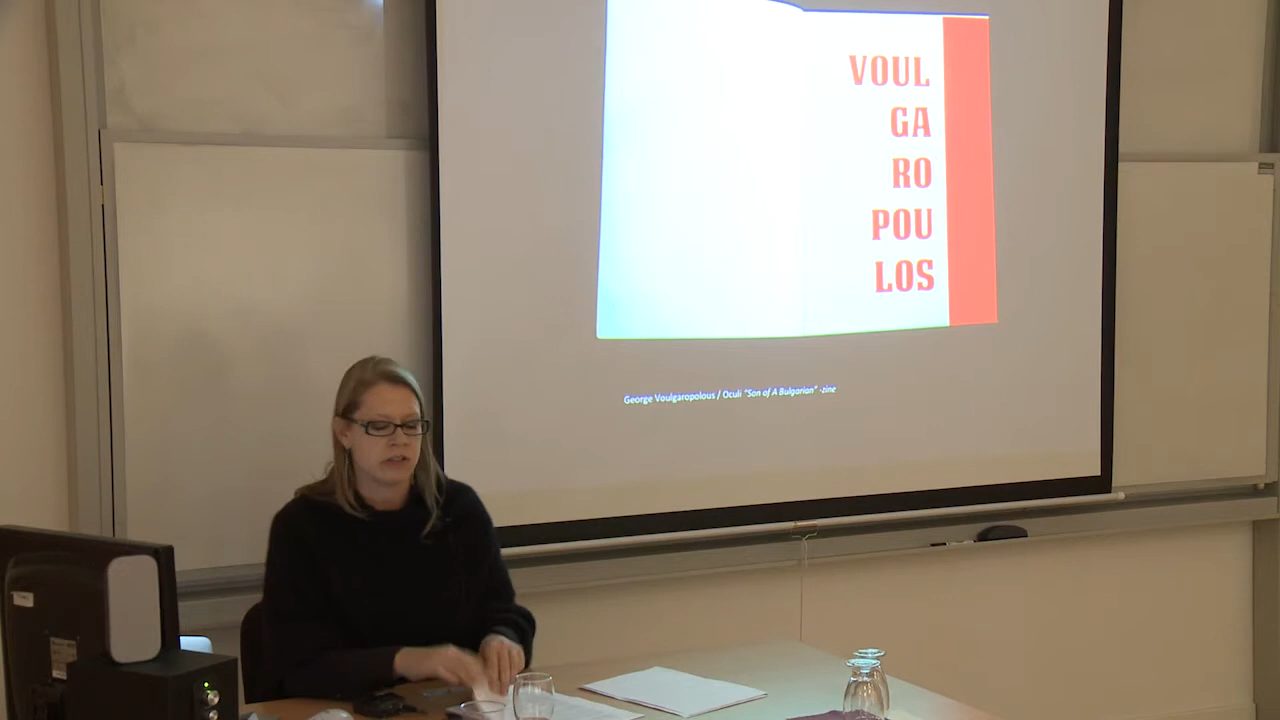 VOUL
GA
RO
POU
LOS
George Voulgaropolous / Oculi "Son of A Bulgarian" -zine